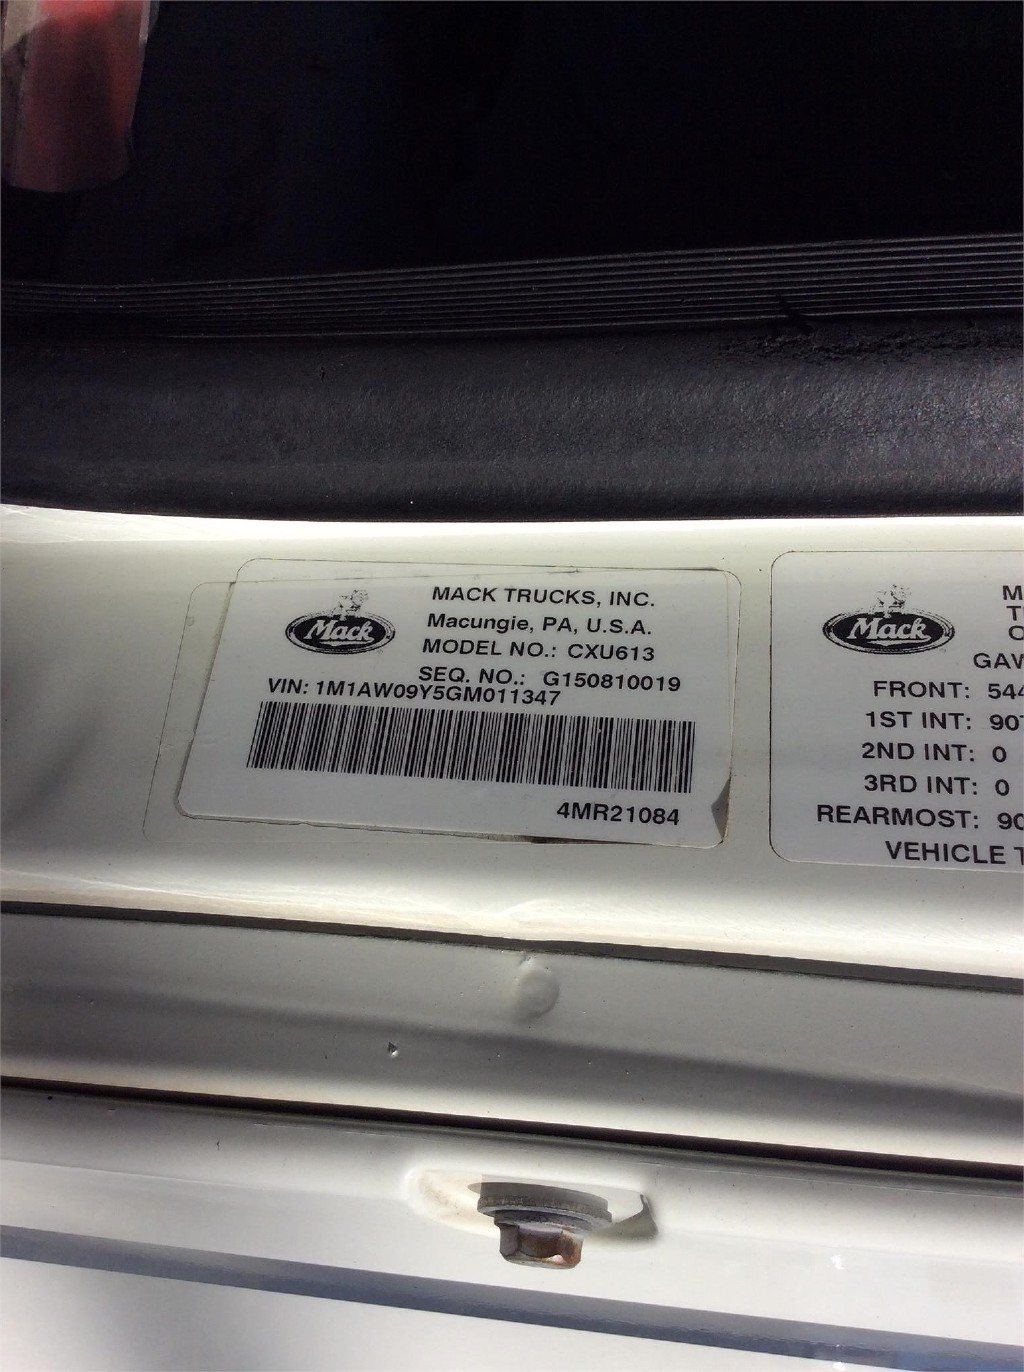 Mack
MACK TRUCKS, INC.
Macungie, PA, U.S.A.
MODEL NO.: CXU613
SEQ. NO.: G150810019
VIN: 1M1AW09Y5GM011347
4MR21084
Mack
GAW
FRONT: 544
1ST INT: 90
2ND INT: 0
3RD INT: 0
REARMOST: 90
VEHICLE T